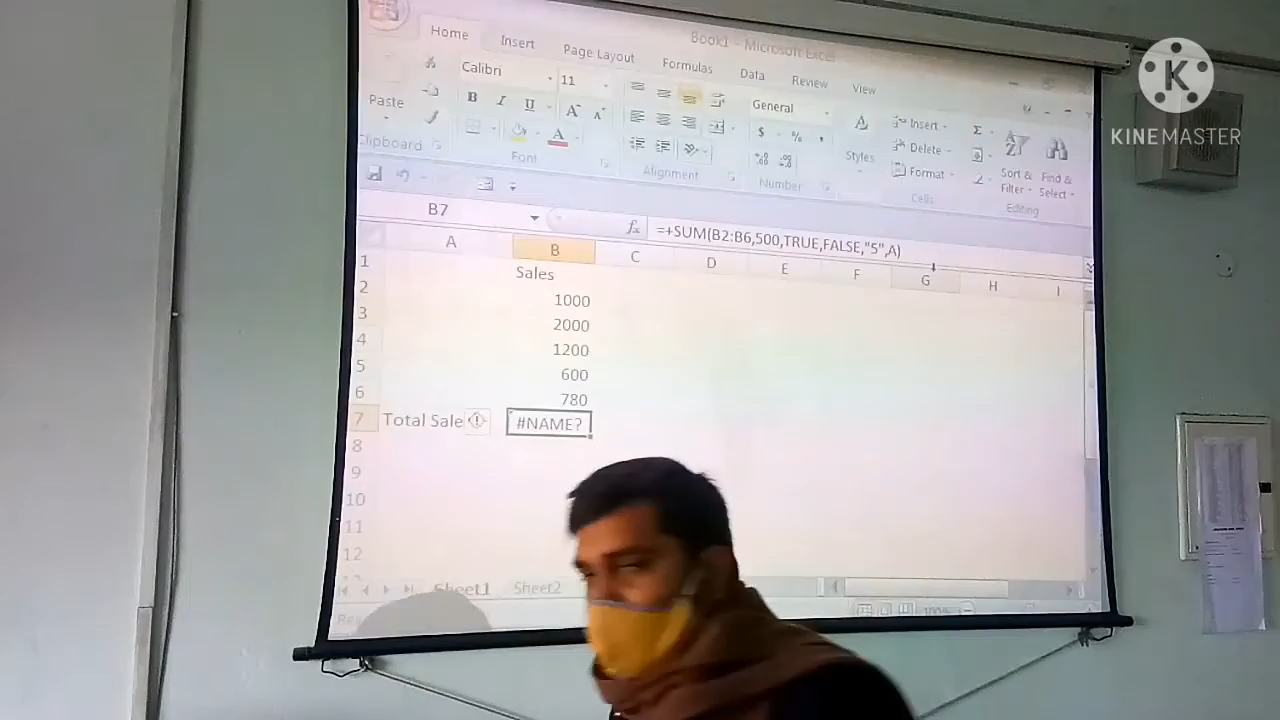 K
KINEMASTER
Book1 - Microsoft Excel
Home Insert Page Layout Formulas Data Review View
Calibri 11 General
Paste B I U A A $ % , Styles Insert Delete Format Sort & Filter Find & Select
Clipboard Font Alignment Number Cells Editing
B7 fx =+SUM(B2:B6,500,TRUE,FALSE,"5",A)
A B C D E F G H I
1 Sales
2 1000
3 2000
4 1200
5 600
6 780
7 Total Sale #NAME?
8
9
10
11
12
Sheet1 Sheet2
100%